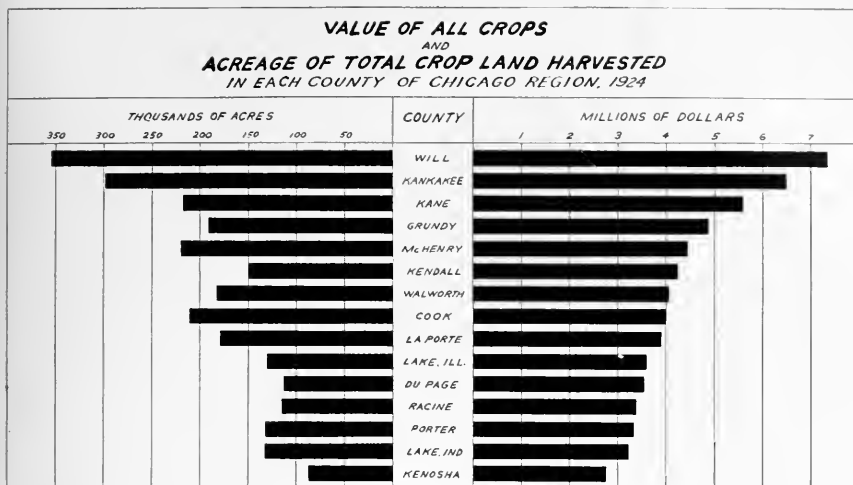 VALUE OF ALL CROPS
AND
ACREAGE OF TOTAL CROP LAND HARVESTED
IN EACH COUNTY OF CHICAGO REGION, 1924
THOUSANDS OF ACRES COUNTY MILLIONS OF DOLLARS
350 300 250 200 150 100 50 1 2 3 4 5 6 7
WILL
KANKAKEE
KANE
GRUNDY
McHENRY
KENDALL
WALWORTH
COOK
LA PORTE
LAKE, ILL.
DU PAGE
RACINE
PORTER
LAKE, IND
KENOSHA